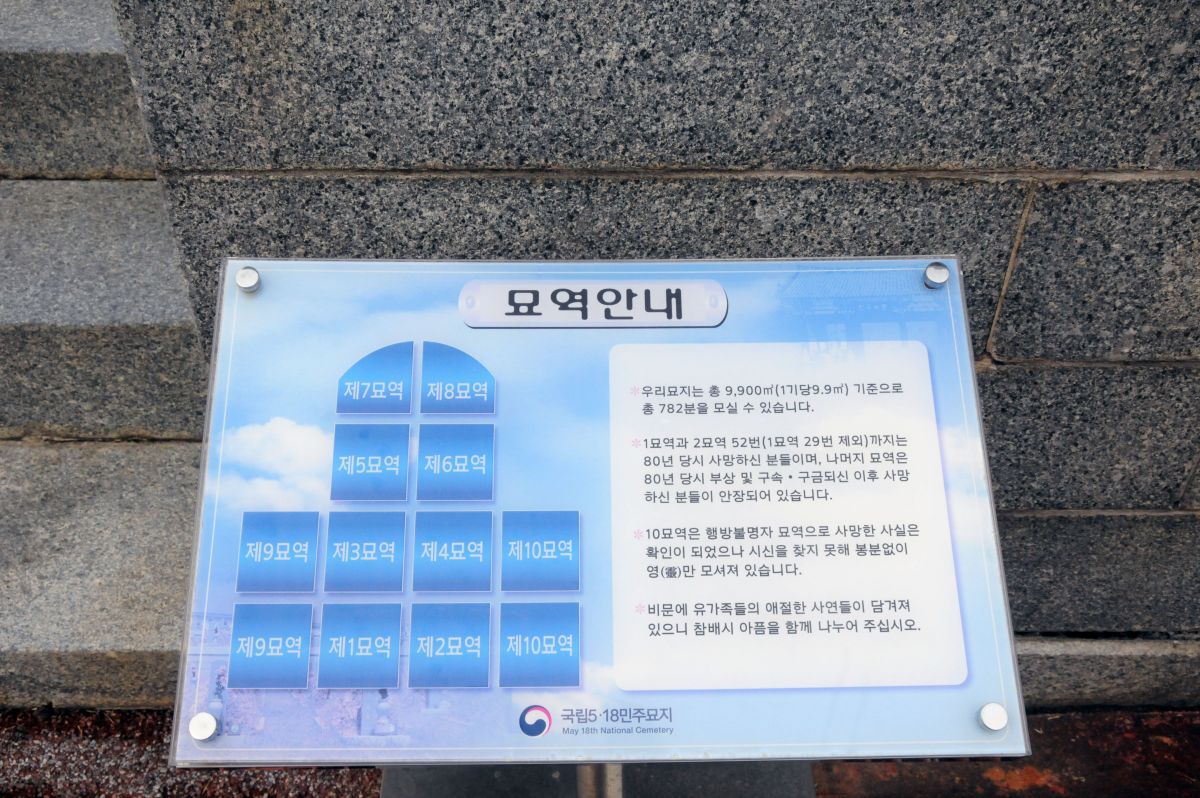 묘역안내
제7묘역 제8묘역
제5묘역 제6묘역
제9묘역 제3묘역 제4묘역 제10묘역
제9묘역 제1묘역 제2묘역 제10묘역
※우리묘지는 총 9,900㎡(1기당9.9㎡) 기준으로
총 782분을 모실 수 있습니다.
※1묘역과 2묘역 52번(1묘역 29번 제외)까지는
80년 당시 사망하신 분들이며, 나머지 묘역은
80년 당시 부상 및 구속·구금되신 이후 사망
하신 분들이 안장되어 있습니다.
※10묘역은 행방불명자 묘역으로 사망한 사실은
확인이 되었으나 시신을 찾지 못해 봉분없이
영(靈)만 모셔져 있습니다.
※비문에 유가족들의 애절한 사연들이 담겨져
있으니 참배시 아픔을 함께 나누어 주십시오.
국립5·18민주묘지
May 18th National Cemetery